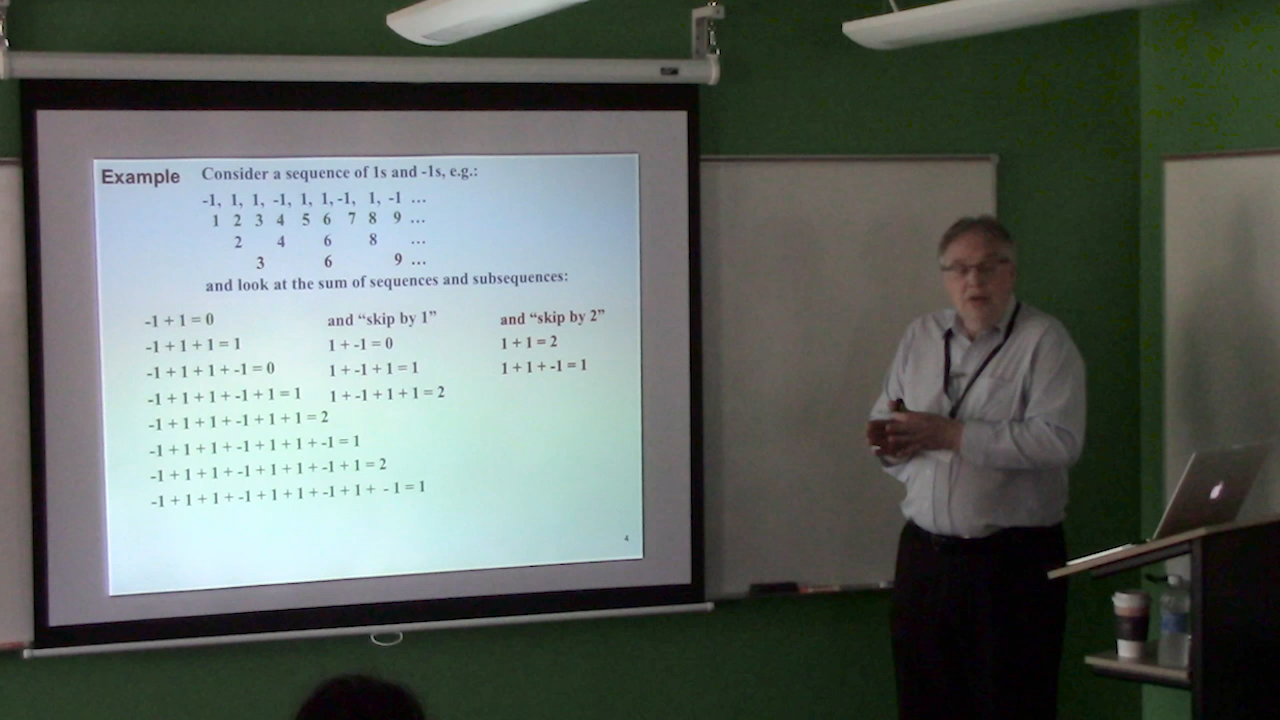 Example Consider a sequence of 1s and -1s, e.g.:
-1, 1, 1, -1, 1, 1, -1, 1, -1 ...
1 2 3 4 5 6 7 8 9 ...
2 4 6 8 ...
3 6 9 ...
and look at the sum of sequences and subsequences:
-1 + 1 = 0
-1 + 1 + 1 = 1
-1 + 1 + 1 + -1 = 0
-1 + 1 + 1 + -1 + 1 = 1
-1 + 1 + 1 + -1 + 1 + 1 = 2
-1 + 1 + 1 + -1 + 1 + 1 + -1 = 1
-1 + 1 + 1 + -1 + 1 + 1 + -1 + 1 = 2
-1 + 1 + 1 + -1 + 1 + 1 + -1 + 1 + - 1 = 1
and “skip by 1”
1 + -1 = 0
1 + -1 + 1 = 1
1 + -1 + 1 + 1 = 2
and “skip by 2”
1 + 1 = 2
1 + 1 + -1 = 1
4